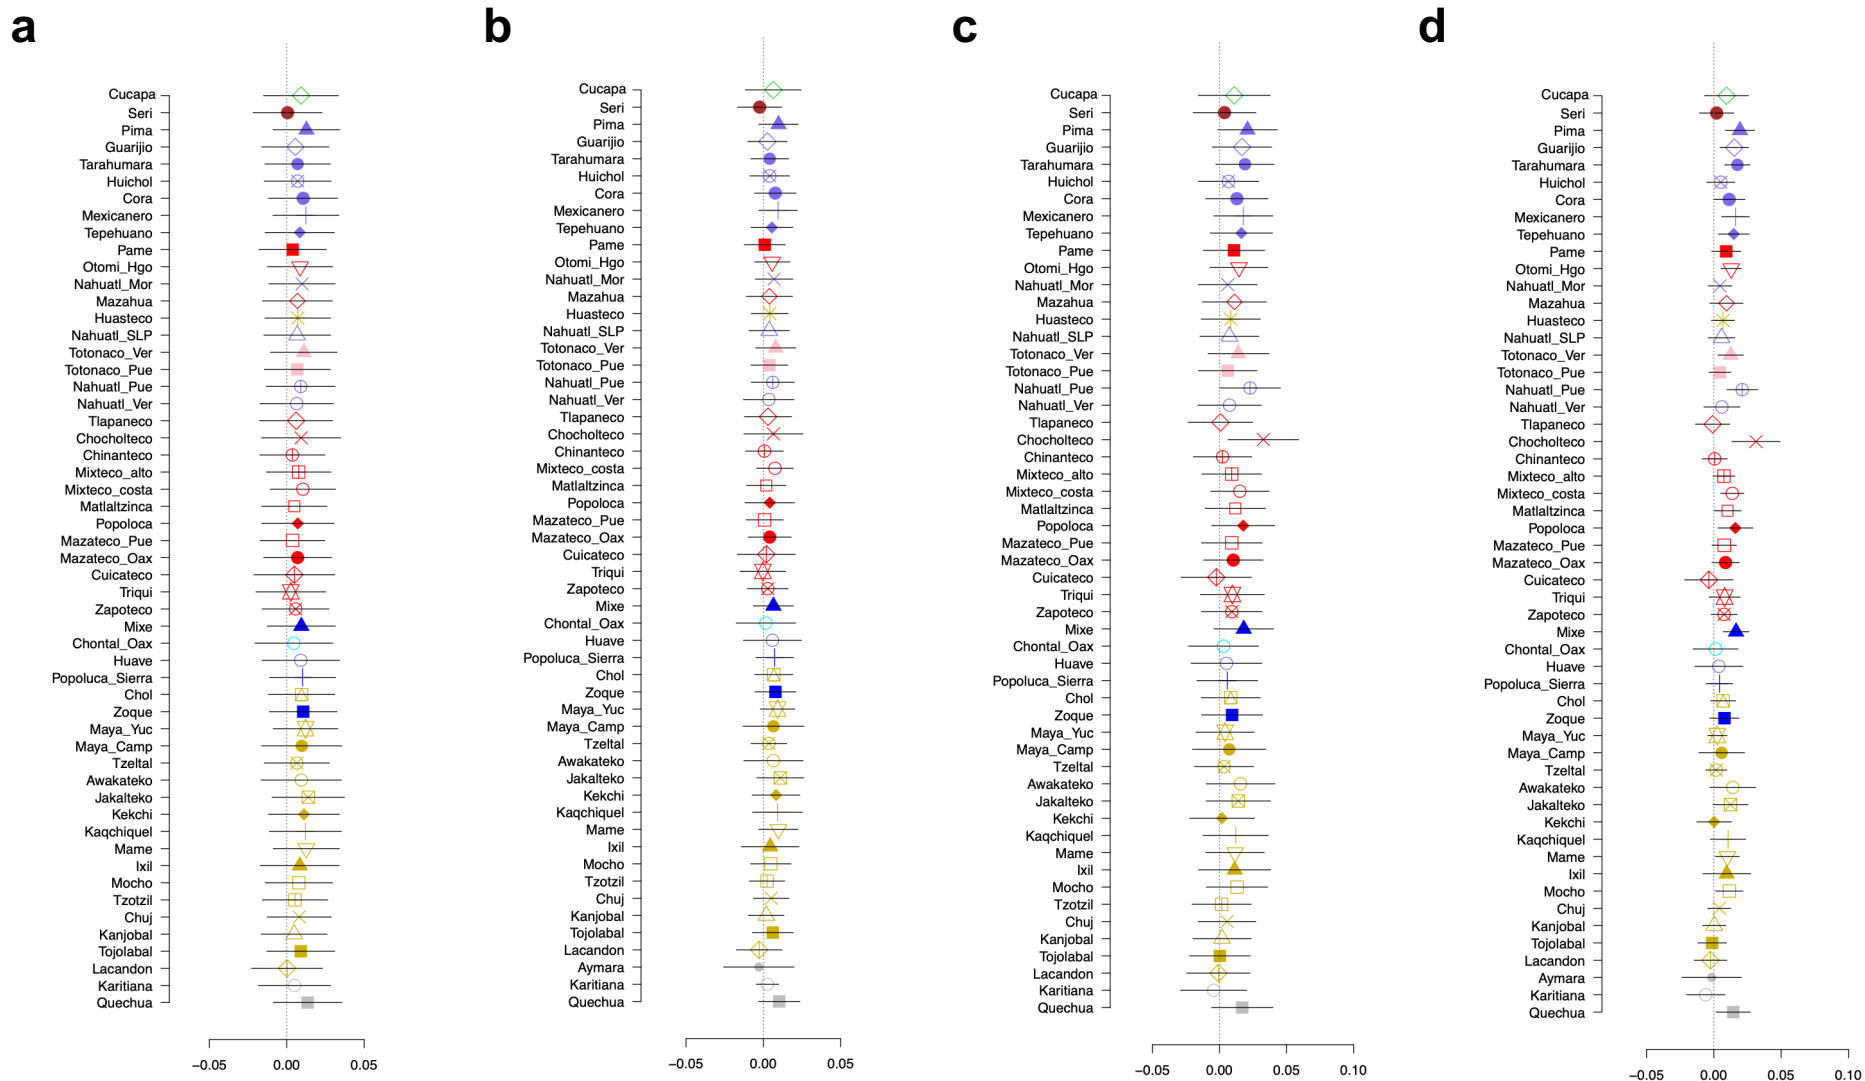 a
Cucapa
Seri
Pima
Guarijio
Tarahumara
Huichol
Cora
Mexicanero
Tepehuano
Pame
Otomi_Hgo
Nahuatl_Mor
Mazahua
Huasteco
Nahuatl_SLP
Totonaco_Ver
Totonaco_Pue
Nahuatl_Pue
Nahuatl_Ver
Tlapaneco
Chocholteco
Chinanteco
Mixteco_alto
Mixteco_costa
Matlaltzinca
Popoloca
Mazateco_Pue
Mazateco_Oax
Cuicateco
Triqui
Zapoteco
Mixe
Chontal_Oax
Huave
Popoluca_Sierra
Chol
Zoque
Maya_Yuc
Maya_Camp
Tzeltal
Awakateko
Jakalteko
Kekchi
Kaqchiquel
Mame
Ixil
Mocho
Tzotzil
Chuj
Kanjobal
Tojolabal
Lacandon
Karitiana
Quechua
−0.05 0.00 0.05
b
Cucapa
Seri
Pima
Guarijio
Tarahumara
Huichol
Cora
Mexicanero
Tepehuano
Pame
Otomi_Hgo
Nahuatl_Mor
Mazahua
Huasteco
Nahuatl_SLP
Totonaco_Ver
Totonaco_Pue
Nahuatl_Pue
Nahuatl_Ver
Tlapaneco
Chocholteco
Chinanteco
Mixteco_costa
Matlaltzinca
Popoloca
Mazateco_Pue
Mazateco_Oax
Cuicateco
Triqui
Zapoteco
Mixe
Chontal_Oax
Huave
Popoluca_Sierra
Chol
Zoque
Maya_Yuc
Maya_Camp
Tzeltal
Awakateko
Jakalteko
Kekchi
Kaqchiquel
Mame
Ixil
Mocho
Tzotzil
Chuj
Kanjobal
Tojolabal
Lacandon
Aymara
Karitiana
Quechua
−0.05 0.00 0.05
c
Cucapa
Seri
Pima
Guarijio
Tarahumara
Huichol
Cora
Mexicanero
Tepehuano
Pame
Otomi_Hgo
Nahuatl_Mor
Mazahua
Huasteco
Nahuatl_SLP
Totonaco_Ver
Totonaco_Pue
Nahuatl_Pue
Nahuatl_Ver
Tlapaneco
Chocholteco
Chinanteco
Mixteco_alto
Mixteco_costa
Matlaltzinca
Popoloca
Mazateco_Pue
Mazateco_Oax
Cuicateco
Triqui
Zapoteco
Mixe
Chontal_Oax
Huave
Popoluca_Sierra
Chol
Zoque
Maya_Yuc
Maya_Camp
Tzeltal
Awakateko
Jakalteko
Kekchi
Kaqchiquel
Mame
Ixil
Mocho
Tzotzil
Chuj
Kanjobal
Tojolabal
Lacandon
Karitiana
Quechua
−0.05 0.00 0.05 0.10
d
Cucapa
Seri
Pima
Guarijio
Tarahumara
Huichol
Cora
Mexicanero
Tepehuano
Pame
Otomi_Hgo
Nahuatl_Mor
Mazahua
Huasteco
Nahuatl_SLP
Totonaco_Ver
Totonaco_Pue
Nahuatl_Pue
Nahuatl_Ver
Tlapaneco
Chocholteco
Chinanteco
Mixteco_alto
Mixteco_costa
Matlaltzinca
Popoloca
Mazateco_Pue
Mazateco_Oax
Cuicateco
Triqui
Zapoteco
Mixe
Chontal_Oax
Huave
Popoluca_Sierra
Chol
Zoque
Maya_Yuc
Maya_Camp
Tzeltal
Awakateko
Jakalteko
Kekchi
Kaqchiquel
Mame
Ixil
Mocho
Chuj
Kanjobal
Tojolabal
Lacandon
Aymara
Karitiana
Quechua
−0.05 0.00 0.05 0.10